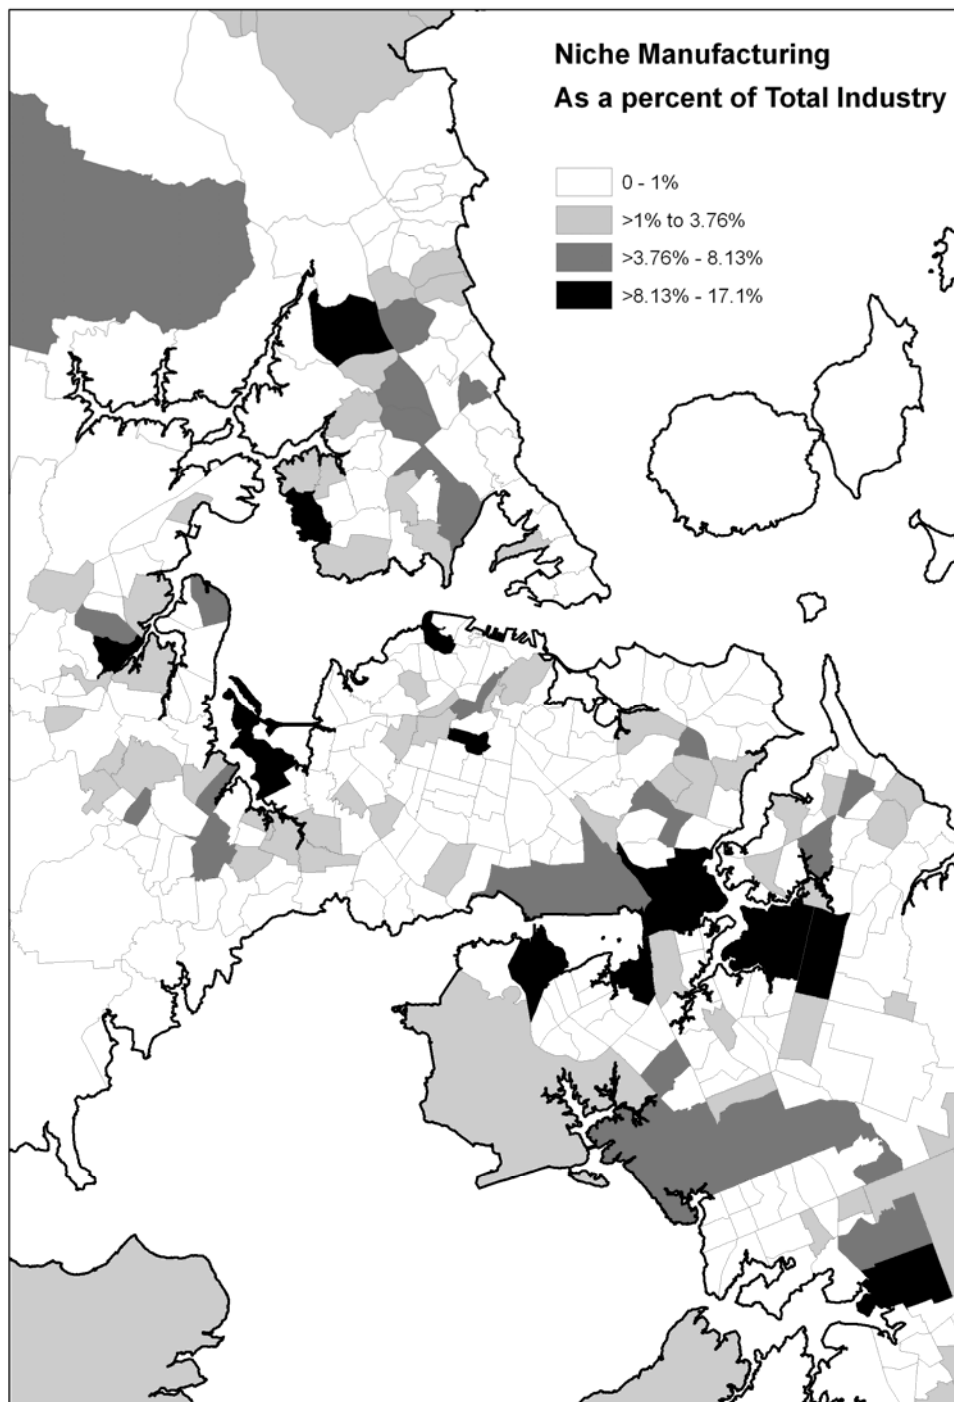 Niche Manufacturing
As a percent of Total Industry
0 - 1%
>1% to 3.76%
>3.76% - 8.13%
>8.13% - 17.1%